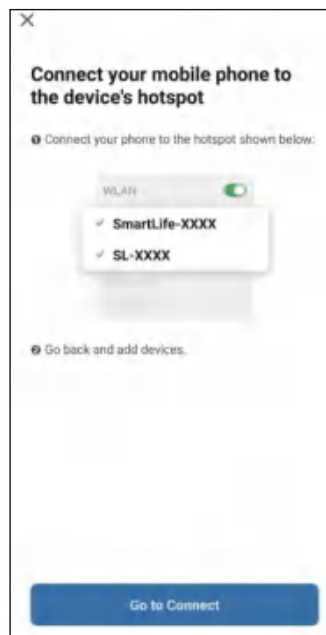 Connect your mobile phone to
the device's hotspot
❶ Connect your phone to the hotspot shown below:
WLAN
✓ SmartLife-XXXX
✓ SL-XXXX
❷ Go back and add devices.
Go to Connect